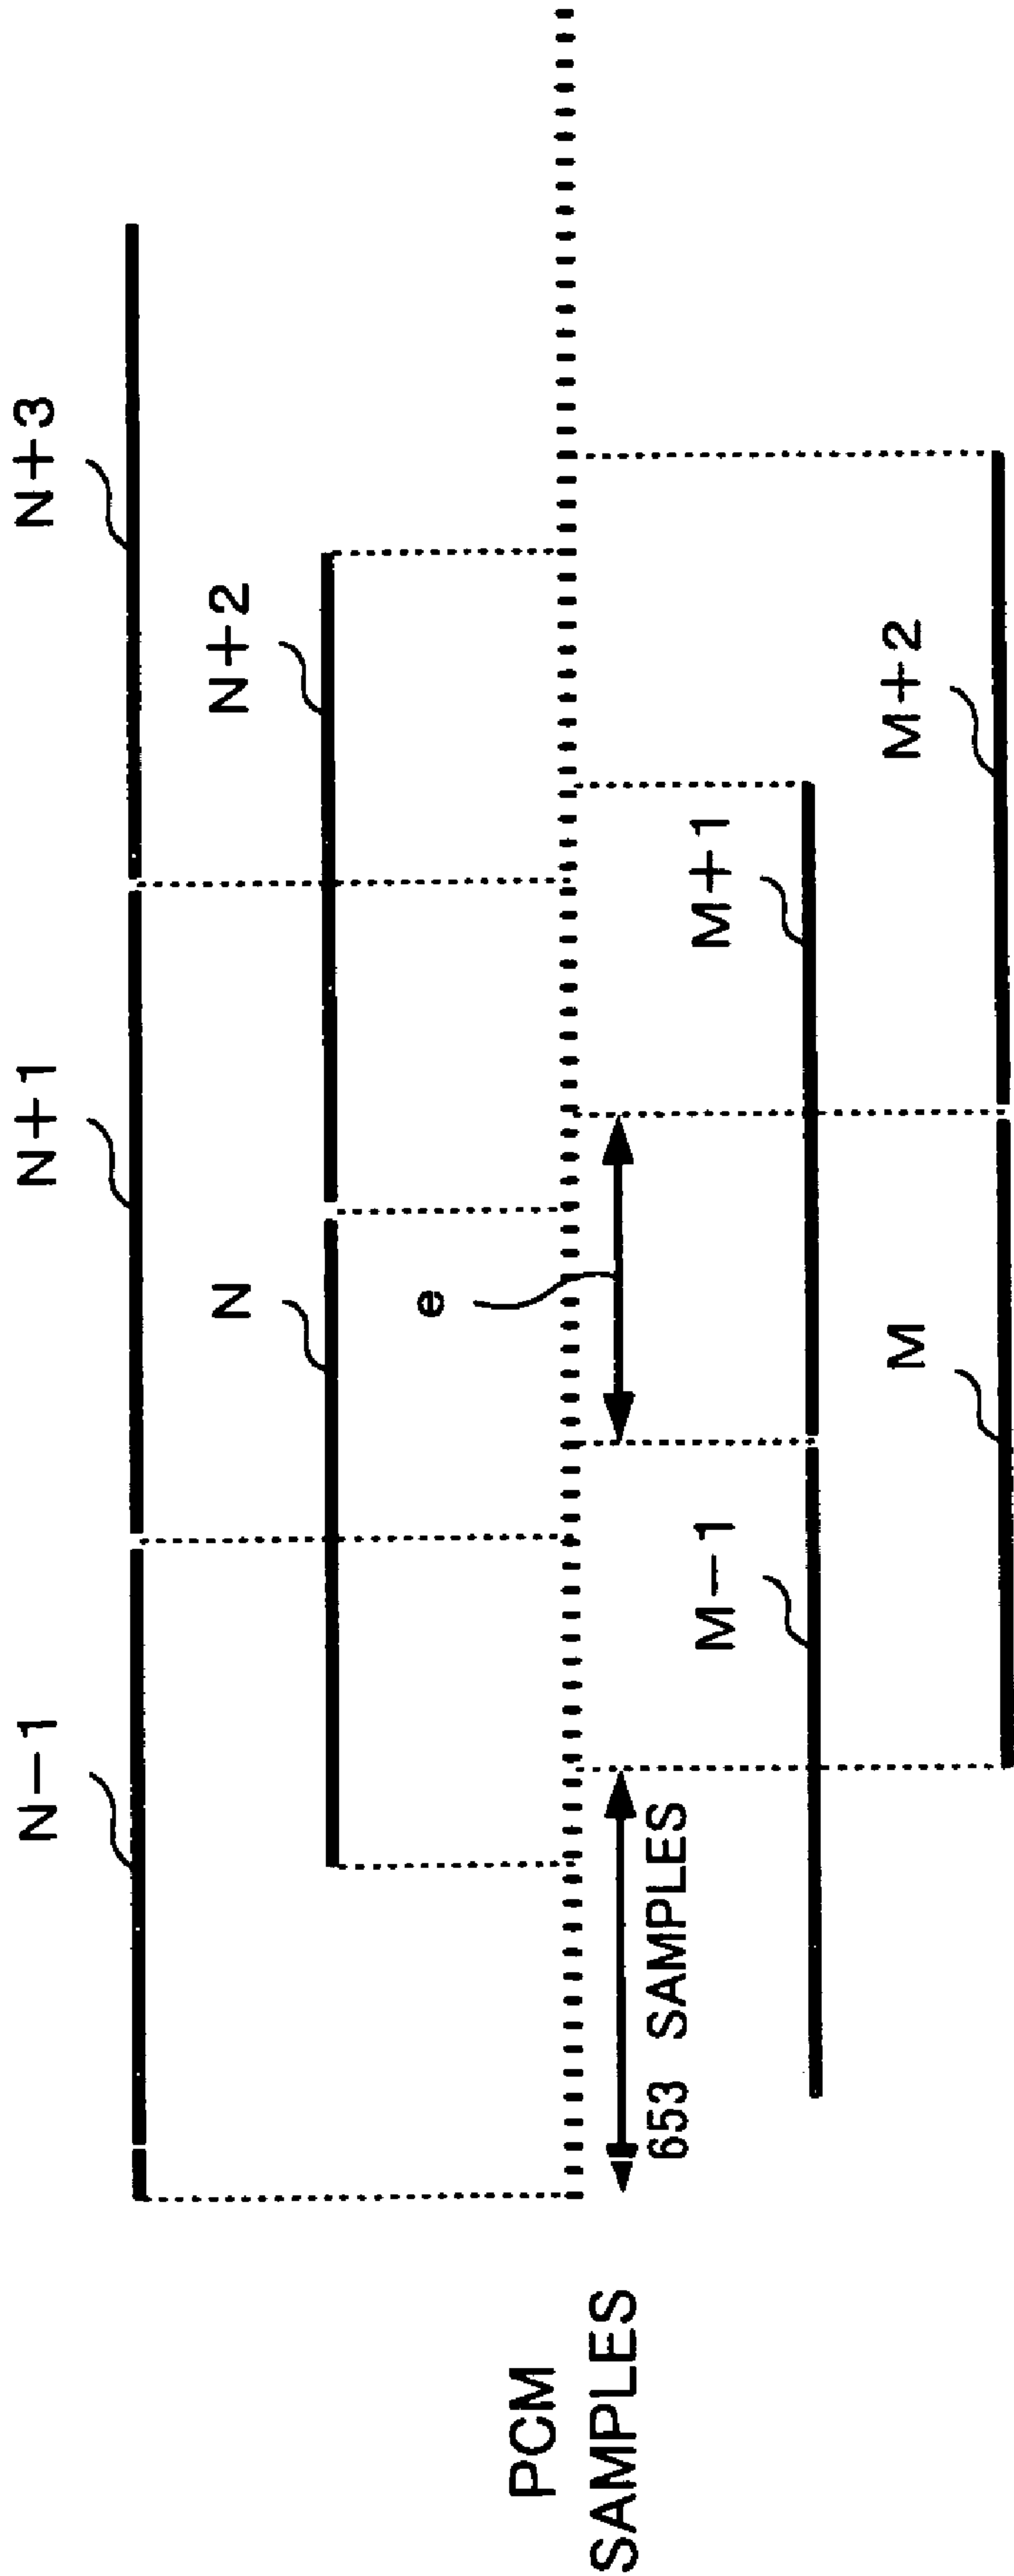 N−1
N+1
N+3
N
N+2
e
PCM
SAMPLES
653 SAMPLES
M−1
M+1
M
M+2